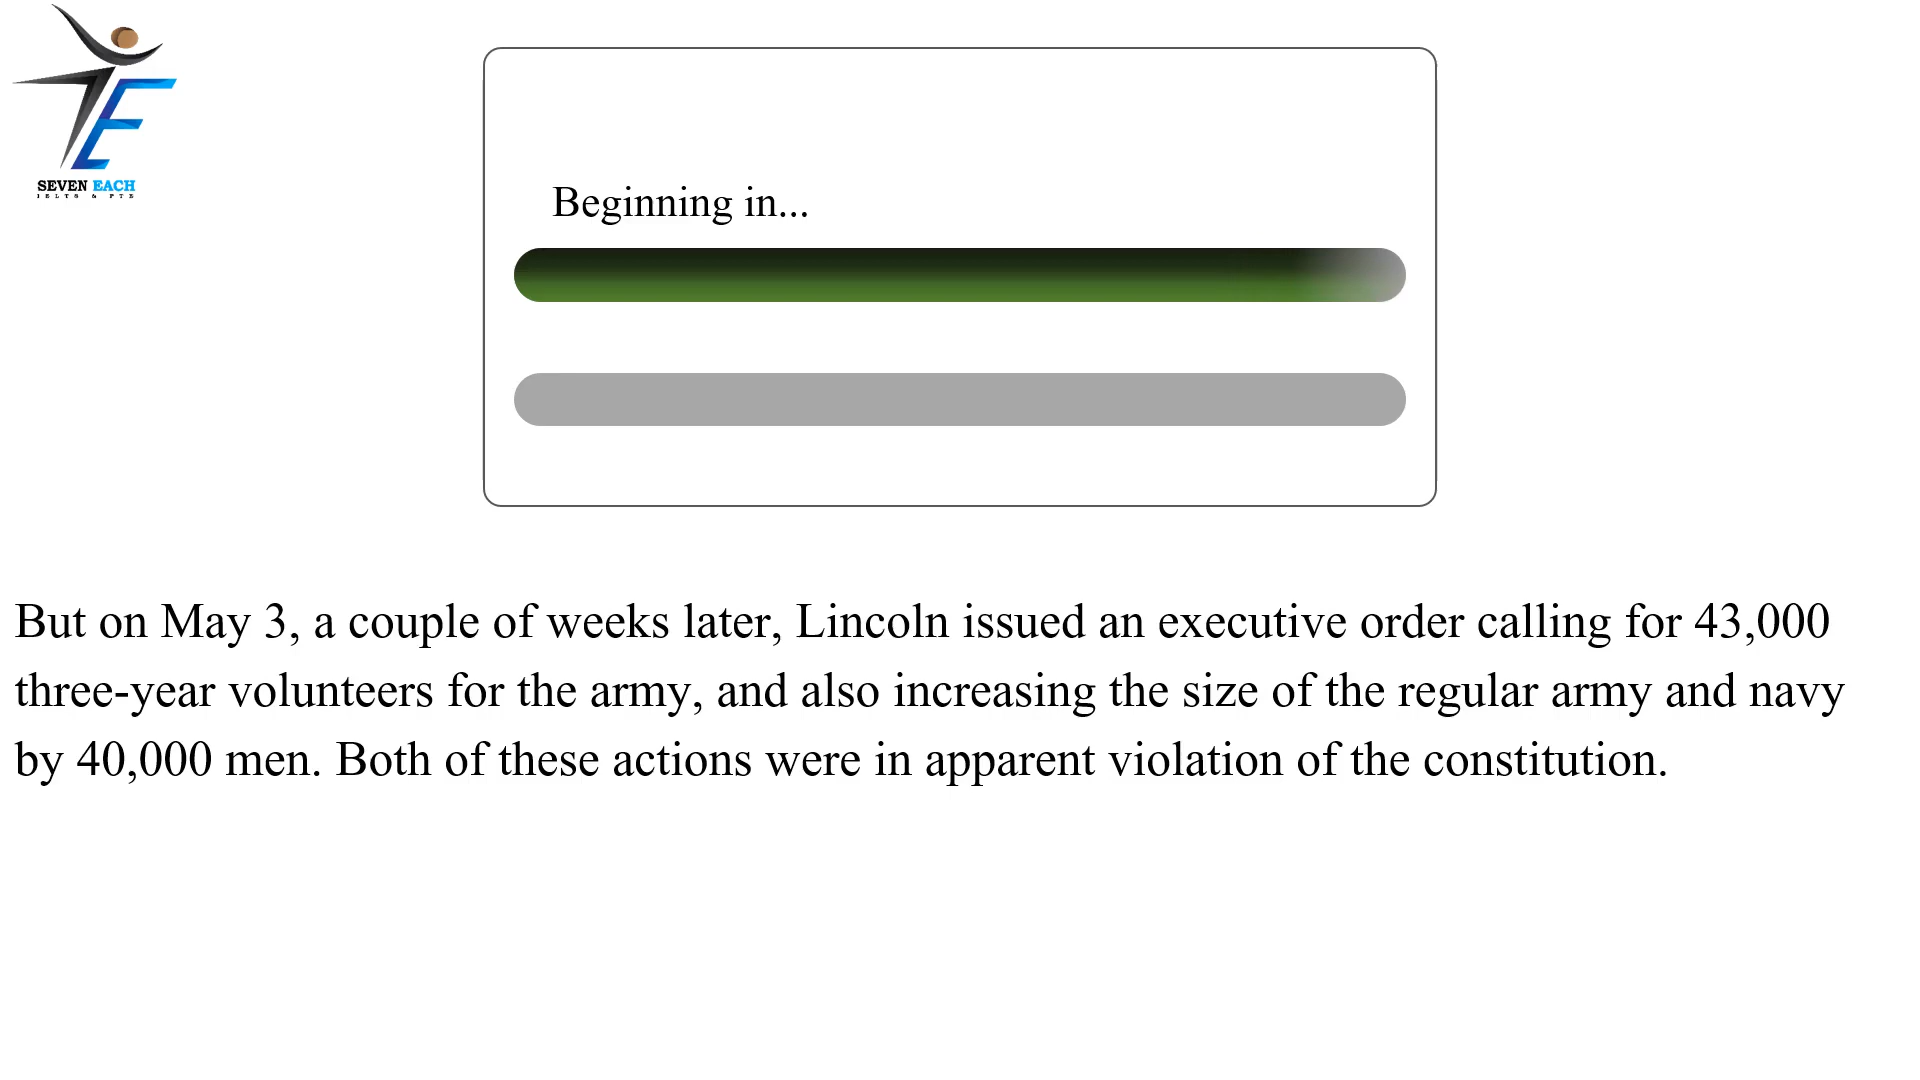 SEVEN EACH
IELTS & PTE
Beginning in...
But on May 3, a couple of weeks later, Lincoln issued an executive order calling for 43,000
three-year volunteers for the army, and also increasing the size of the regular army and navy
by 40,000 men. Both of these actions were in apparent violation of the constitution.